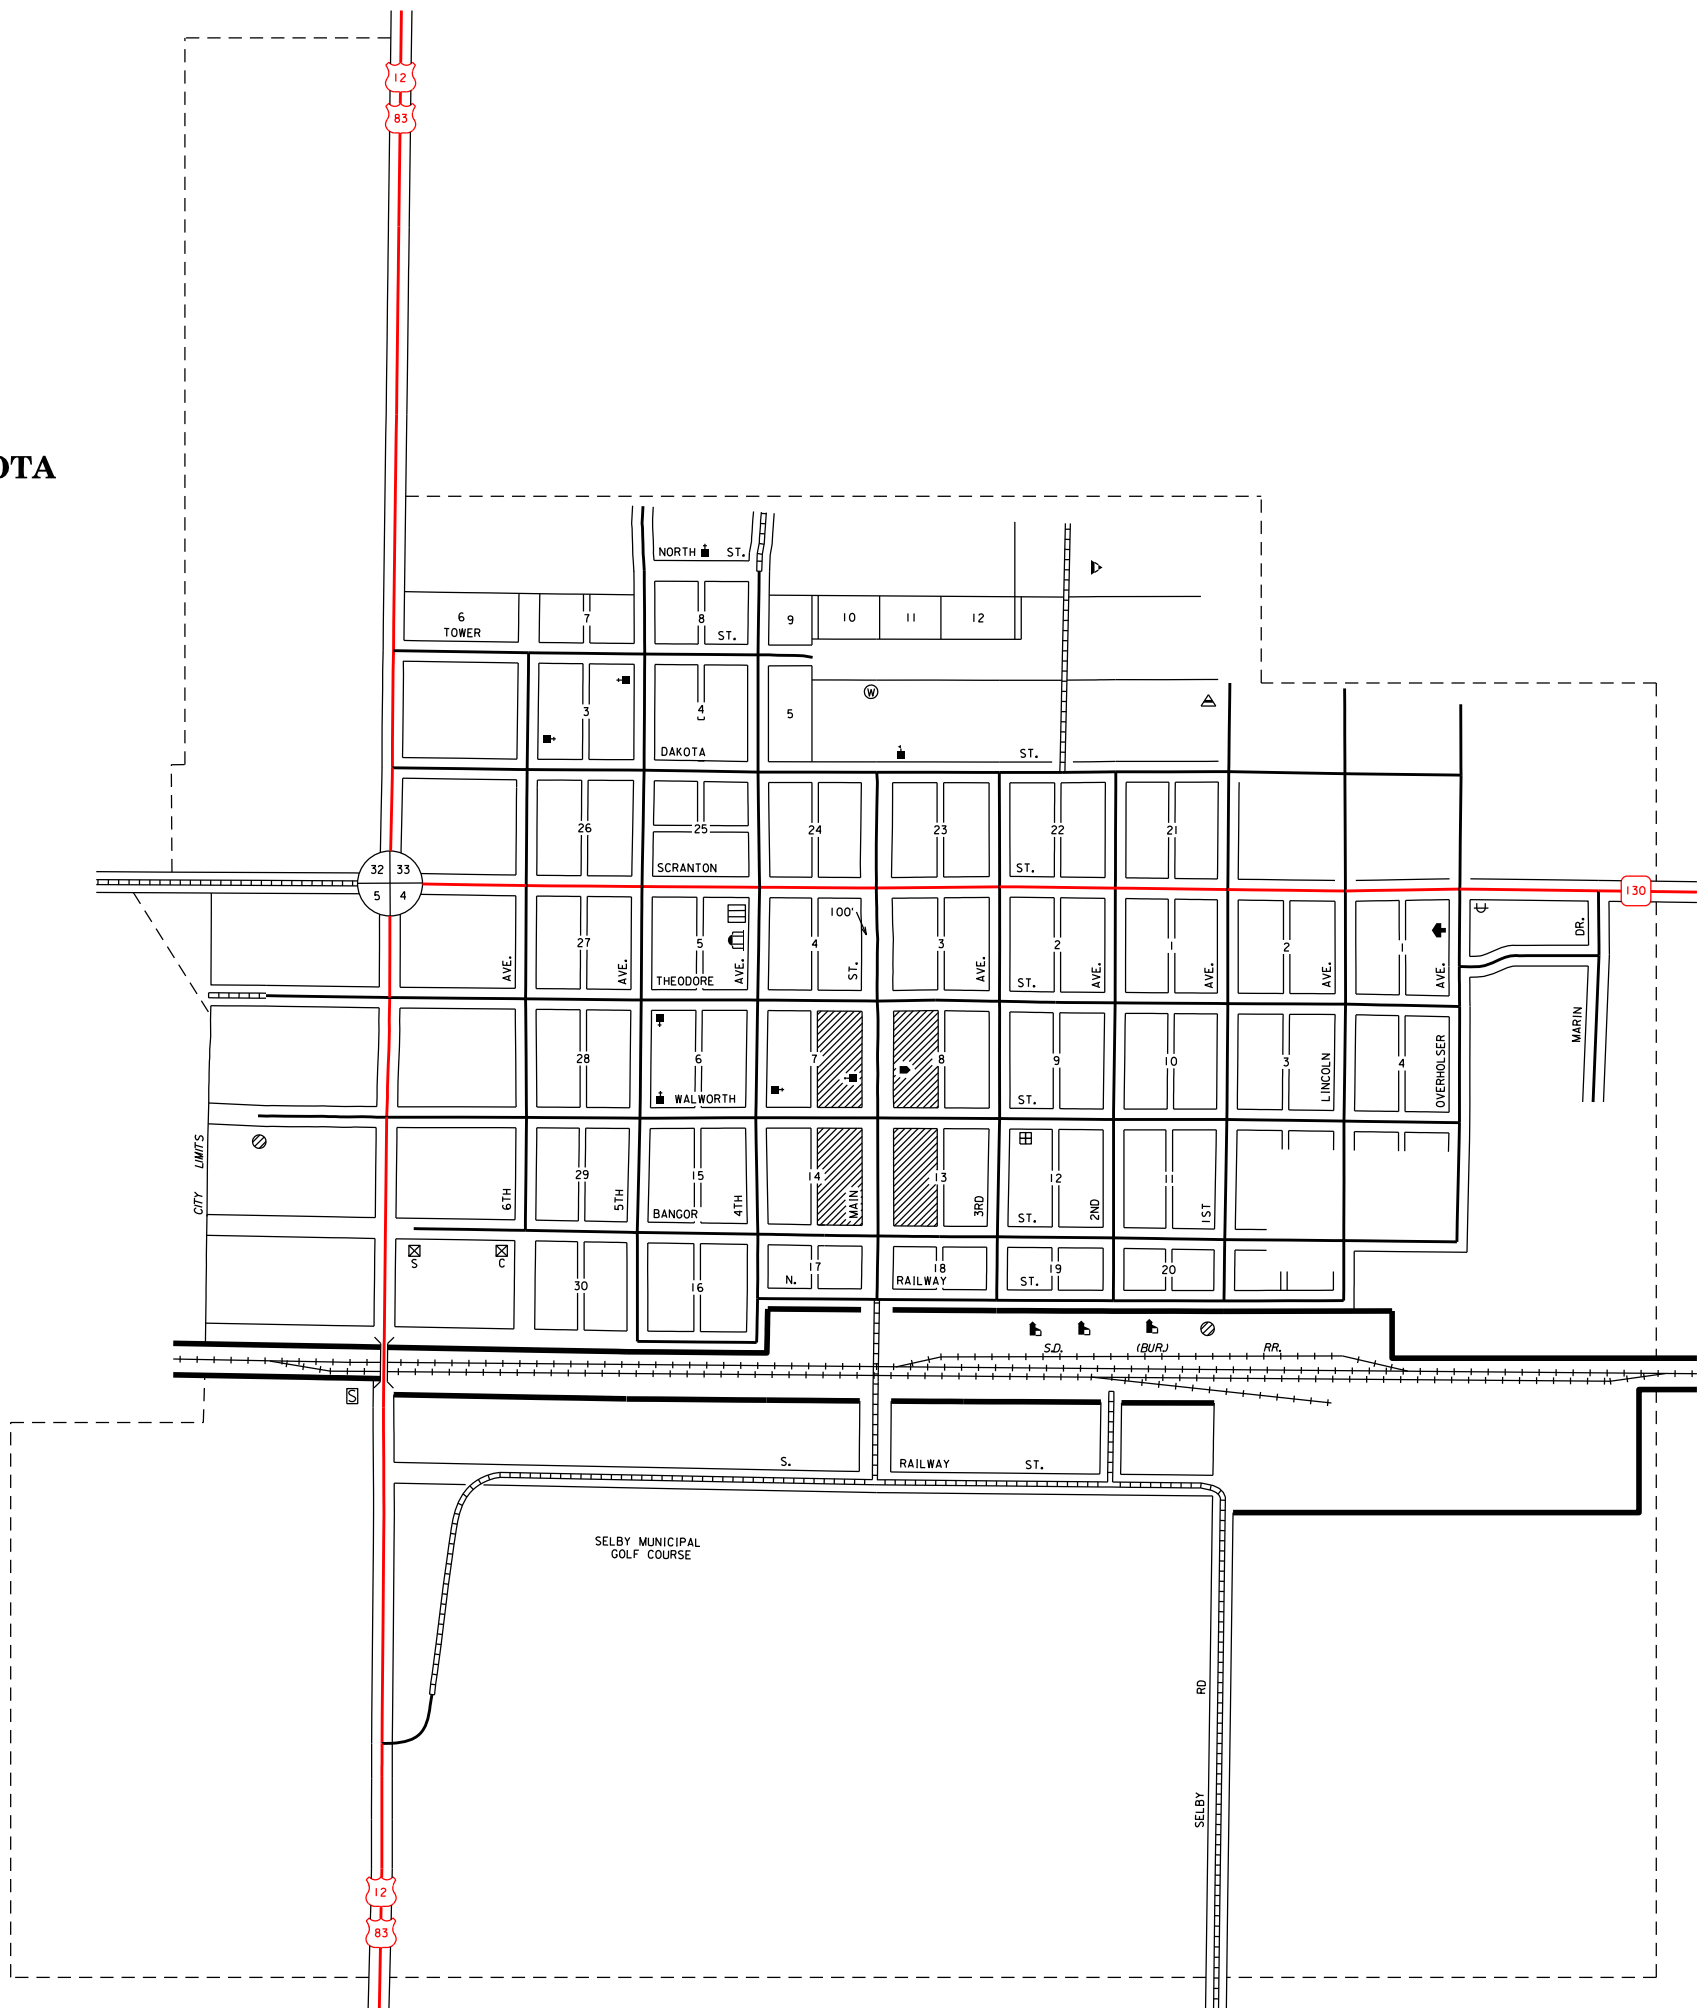 12
83
OTA
NORTH ST.
6
TOWER
7
8
ST.
9
10
11
12
3
4
5
W
DAKOTA
ST.
26
25
24
23
22
21
SCRANTON
ST.
32
33
5
4
130
100'
27
5
4
3
2
1
2
1
AVE.
AVE.
THEODORE
AVE.
ST.
AVE.
ST.
AVE.
AVE.
AVE.
AVE.
DR.
28
6
7
8
9
10
3
4
LINCOLN
OVERHOLSER
MARIN
WALWORTH
ST.
CITY LIMITS
29
15
14
13
12
11
6TH
5TH
BANGOR
4TH
MAIN
3RD
ST.
2ND
1ST
S
C
30
16
N.
17
RAILWAY
18
ST.
19
20
S.D. (BUR.) RR.
S
S. RAILWAY ST.
SELBY MUNICIPAL
GOLF COURSE
SELBY RD
12
83